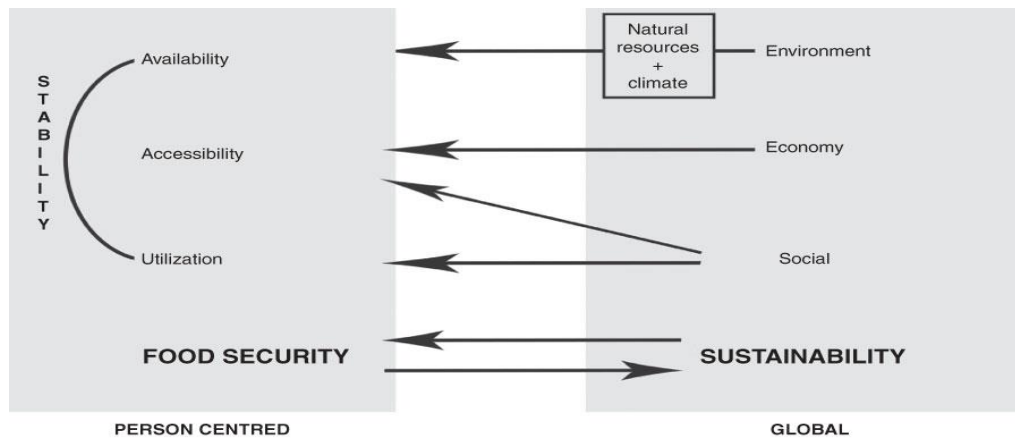 Natural
resources
+
climate
Environment
STABILITY
Availability
Accessibility
Economy
Utilization
Social
FOOD SECURITY
SUSTAINABILITY
PERSON CENTRED
GLOBAL